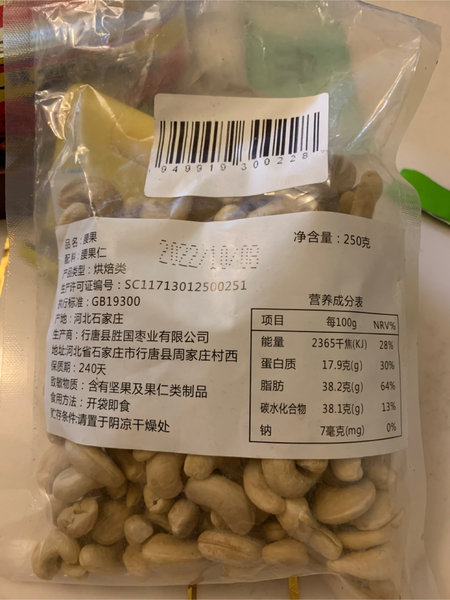 949919300228
品名:腰果
2022/10/03
净含量:250克
配料:腰果仁
产品类型:烘焙类
生产许可证编号:SC11713012500251
执行标准:GB19300
产地:河北石家庄
生产商:行唐县胜国枣业有限公司
地址:河北省石家庄市行唐县周家庄村西
保质期:240天
致敏物质:含有坚果及果仁类制品
食用方法:开袋即食
贮存条件:请置于阴凉干燥处
营养成分表
项目 每100g NRV%
能量 2365千焦(KJ) 28%
蛋白质 17.9克(g) 30%
脂肪 38.2克(g) 64%
碳水化合物 38.1克(g) 13%
钠 7毫克(mg) 0%